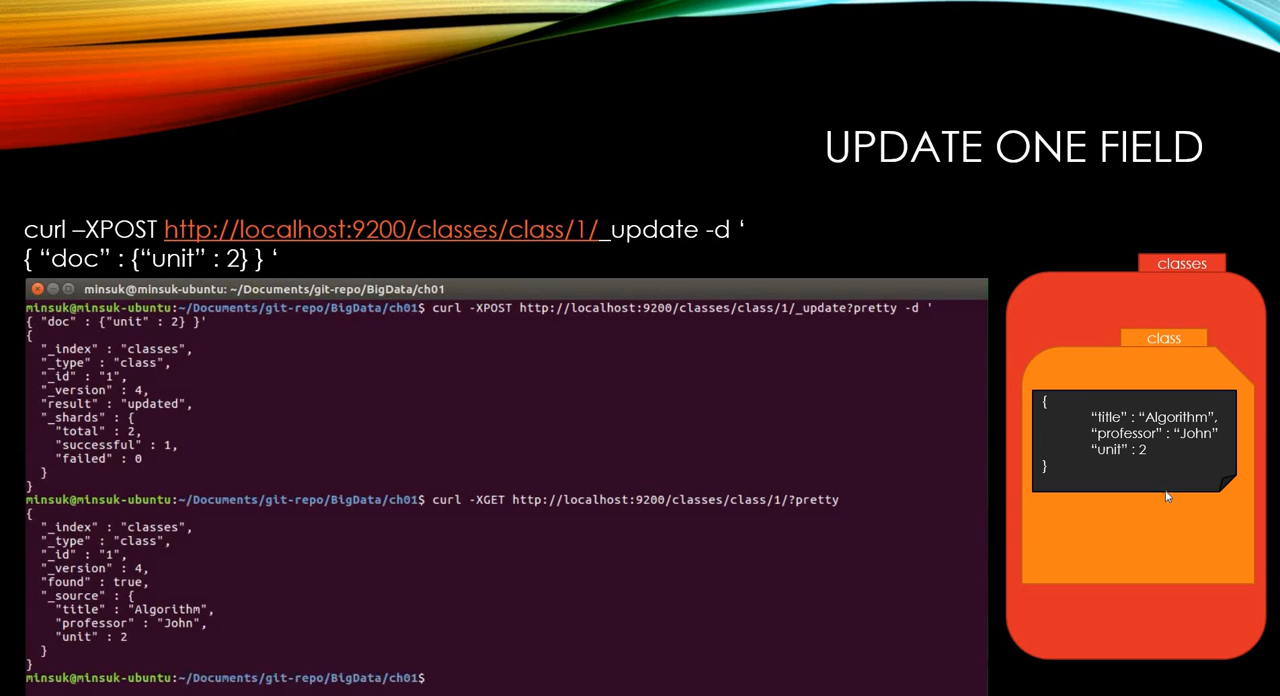 UPDATE ONE FIELD
curl –XPOST http://localhost:9200/classes/class/1/_update -d ‘
{ “doc” : {“unit” : 2} } ‘
minsuk@minsuk-ubuntu: ~/Documents/git-repo/BigData/ch01
minsuk@minsuk-ubuntu:~/Documents/git-repo/BigData/ch01$ curl -XPOST http://localhost:9200/classes/class/1/_update?pretty -d '
{ "doc" : {"unit" : 2} }'
{
  "_index" : "classes",
  "_type" : "class",
  "_id" : "1",
  "_version" : 4,
  "result" : "updated",
  "_shards" : {
    "total" : 2,
    "successful" : 1,
    "failed" : 0
  }
}
minsuk@minsuk-ubuntu:~/Documents/git-repo/BigData/ch01$ curl -XGET http://localhost:9200/classes/class/1/?pretty
{
  "_index" : "classes",
  "_type" : "class",
  "_id" : "1",
  "_version" : 4,
  "found" : true,
  "_source" : {
    "title" : "Algorithm",
    "professor" : "John",
    "unit" : 2
  }
}
minsuk@minsuk-ubuntu:~/Documents/git-repo/BigData/ch01$
classes
class
{
“title” : “Algorithm”,
“professor” : “John”
“unit” : 2
}